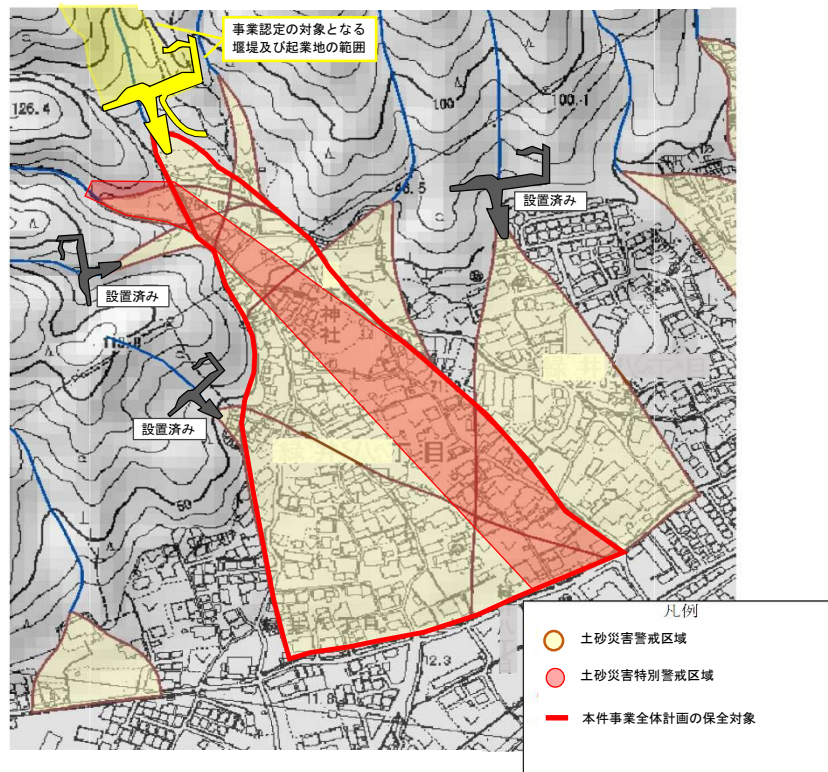 事業認定の対象となる
堰堤及び起業地の範囲
126.4
100
100.1
46.5
設置済み
設置済み
神社
設置済み
50
12.3
11.8
凡例
土砂災害警戒区域
土砂災害特別警戒区域
本件事業全体計画の保全対象